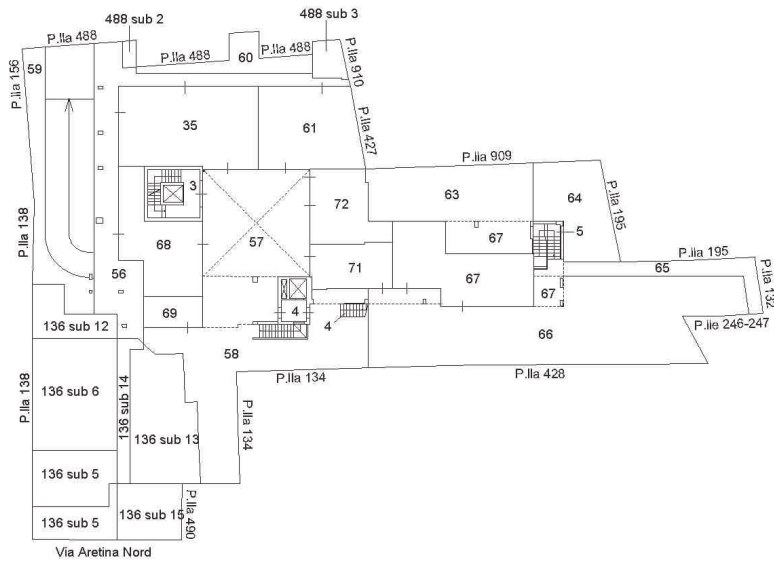 488 sub 2
488 sub 3
P.lla 488
P.lla 488
P.lla 488
60
59
P.lla 156
P.lla 910
35
61
P.lla 427
P.lla 909
3
63
64
72
P.lla 195
P.lla 138
68
57
67
5
56
71
67
65
P.lla 195
P.lla 132
69
4
67
4
136 sub 12
P.lle 246-247
58
66
P.lla 134
P.lla 428
P.lla 138
136 sub 6
136 sub 14
136 sub 13
P.lla 134
136 sub 5
136 sub 5
136 sub 15
P.lla 490
Via Aretina Nord